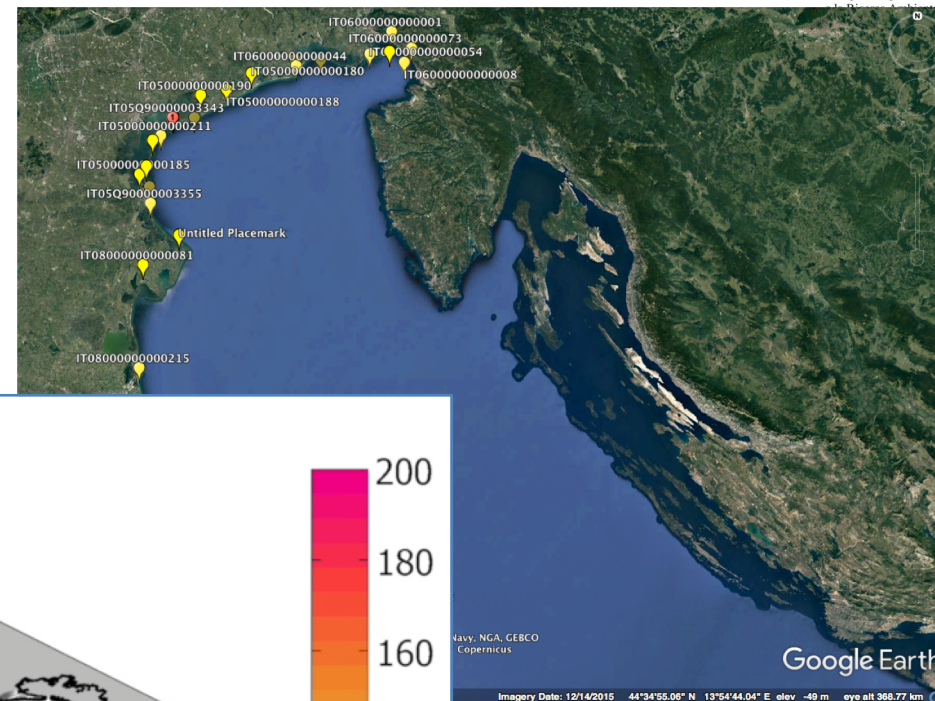 N
IT06000000000001
IT06000000000073
IT06000000000044
IT05000000000180
IT06000000000008
IT05000000000190
IT05000000000188
IT05Q90000003343
IT05000000000211
IT05Q90000003355
Untitled Placemark
IT08000000000081
IT08000000000215
200
180
160
Navy, NGA, GEBCO
Copernicus
Google Earth
Imagery Date: 12/14/2015 44°34'55.06" N 13°54'44.04" E elev -49 m eye alt 368.77 km